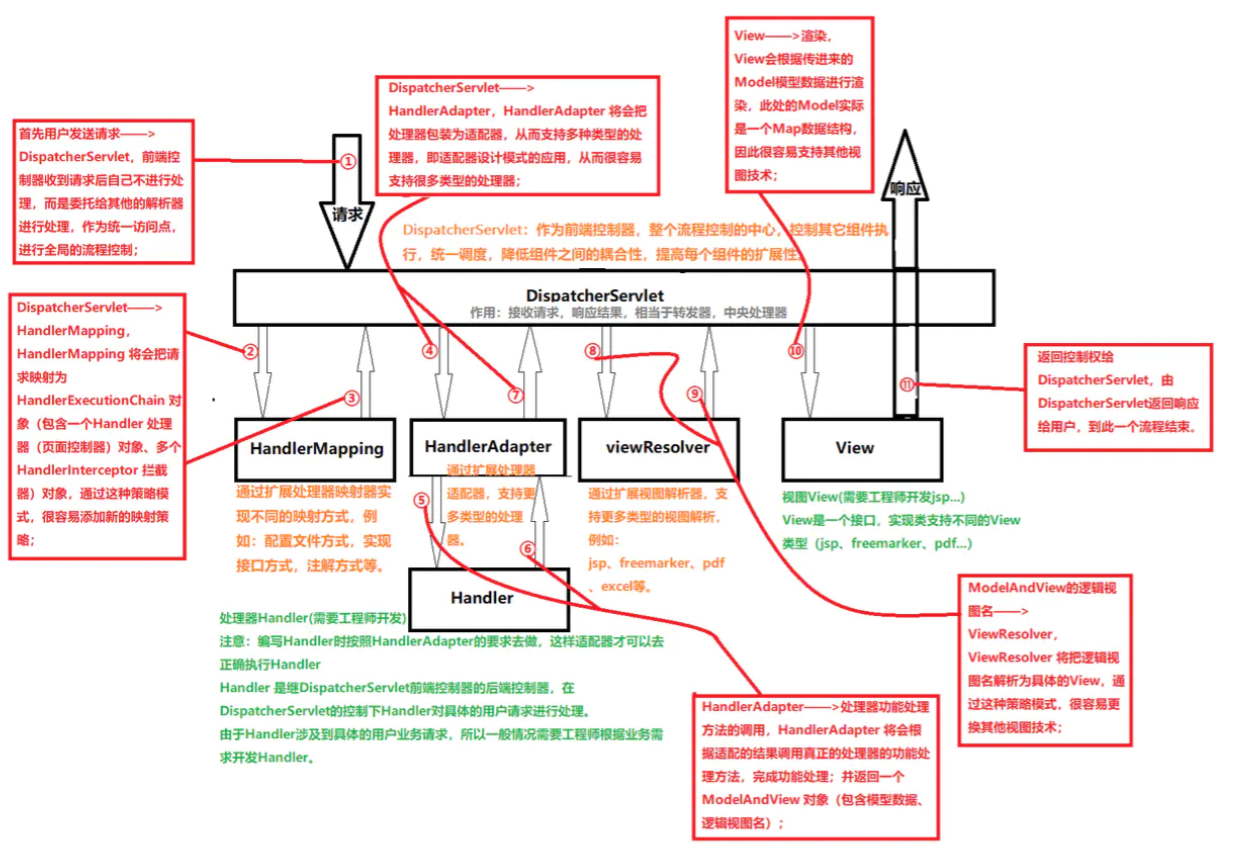 View——>渲染，
View会根据传进来的
Model模型数据进行渲
染，此处的Model实际
是一个Map数据结构，
因此很容易支持其他视
图技术；
DispatcherServlet——>
HandlerAdapter，HandlerAdapter 将会把
处理器包装为适配器，从而支持多种类型的处
理器，即适配器设计模式的应用，从而很容易
支持很多类型的处理器；
首先用户发送请求——>
DispatcherServlet，前端控
制器收到请求后自己不进行处
理，而是委托给其他的解析器
进行处理，作为统一访问点，
进行全局的流程控制；
①
请求
响应
DispatcherServlet：作为前端控制器，整个流程控制的中心，控制其它组件执
行，统一调度，降低组件之间的耦合性，提高每个组件的扩展性。
DispatcherServlet
作用：接收请求，响应结果，相当于转发器，中央处理器
DispatcherServlet——>
HandlerMapping，
HandlerMapping 将会把请
求映射为
HandlerExecutionChain 对
象（包含一个Handler 处理
器（页面控制器）对象、多个
HandlerInterceptor 拦截
器）对象，通过这种策略模
式，很容易添加新的映射策
略；
②
③
④
⑦
⑧
⑨
⑩
⑪
返回控制权给
DispatcherServlet，由
DispatcherServlet返回响应
给用户，到此一个流程结束。
HandlerMapping
HandlerAdapter
viewResolver
View
通过扩展处理器映射器实
现不同的映射方式，例
如：配置文件方式，实现
接口方式，注解方式等。
通过扩展处理器
适配器，支持更
多类型的处理
器。
⑤
⑥
通过扩展视图解析器，支
持更多类型的视图解析，
例如：
jsp、freemarker、pdf
、excel等。
视图View(需要工程师开发jsp...)
View是一个接口，实现类支持不同的View
类型（jsp、freemarker、pdf...）
Handler
处理器Handler(需要工程师开发)
注意：编写Handler时按照HandlerAdapter的要求去做，这样适配器才可以去
正确执行Handler
Handler 是继DispatcherServlet前端控制器的后端控制器，在
DispatcherServlet的控制下Handler对具体的用户请求进行处理。
由于Handler涉及到具体的用户业务请求，所以一般情况需要工程师根据业务需
求开发Handler。
ModelAndView的逻辑视
图名——>
ViewResolver，
ViewResolver 将把逻辑视
图名解析为具体的View，通
过这种策略模式，很容易更
换其他视图技术；
HandlerAdapter——>处理器功能处理
方法的调用，HandlerAdapter 将会根
据适配的结果调用真正的处理器的功能处
理方法，完成功能处理；并返回一个
ModelAndView 对象（包含模型数据、
逻辑视图名）；